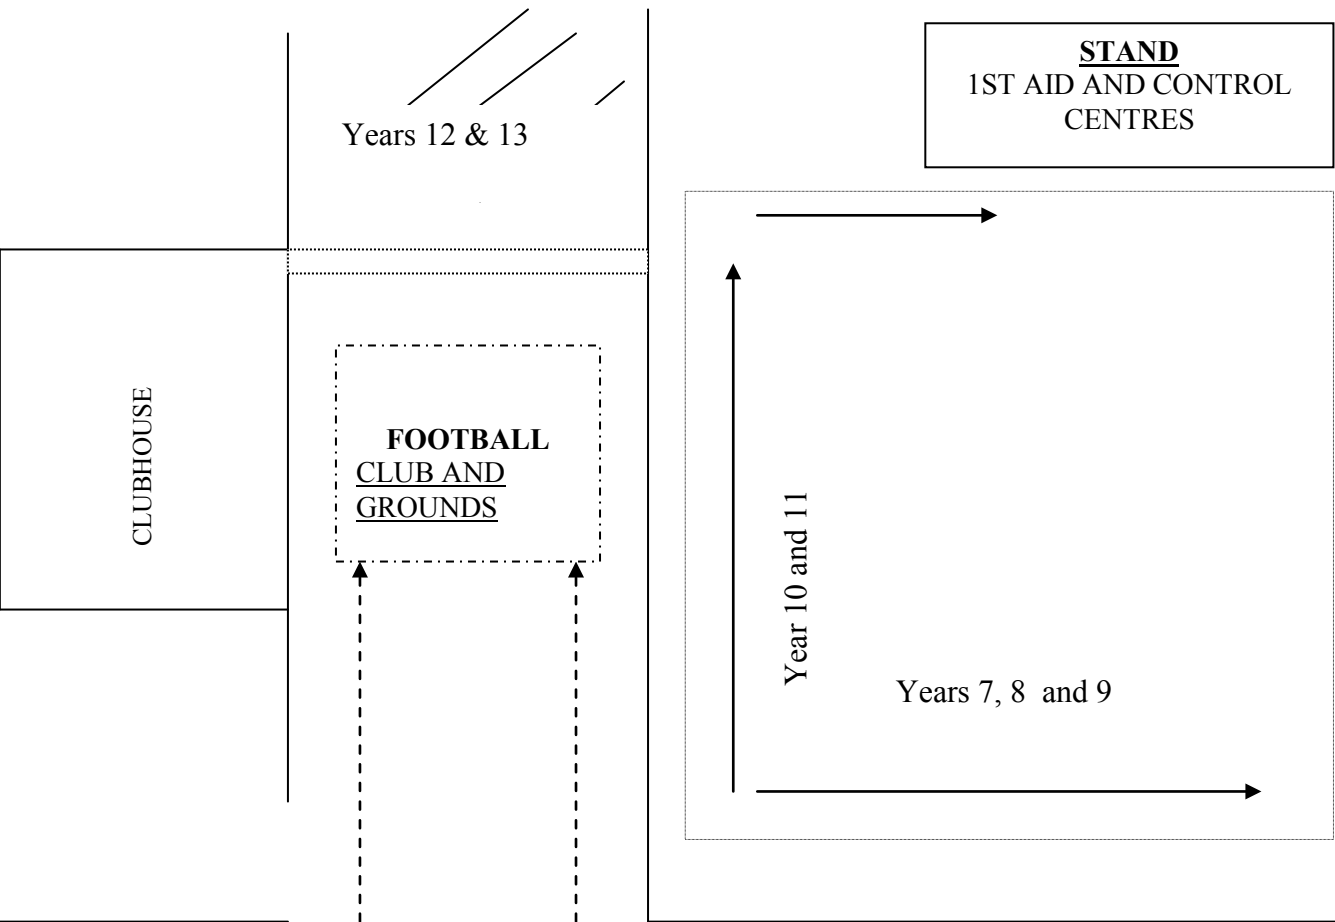 STAND
1ST AID AND CONTROL
CENTRES
Years 12 & 13
CLUBHOUSE
FOOTBALL
CLUB AND
GROUNDS
Year 10 and 11
Years 7, 8 and 9